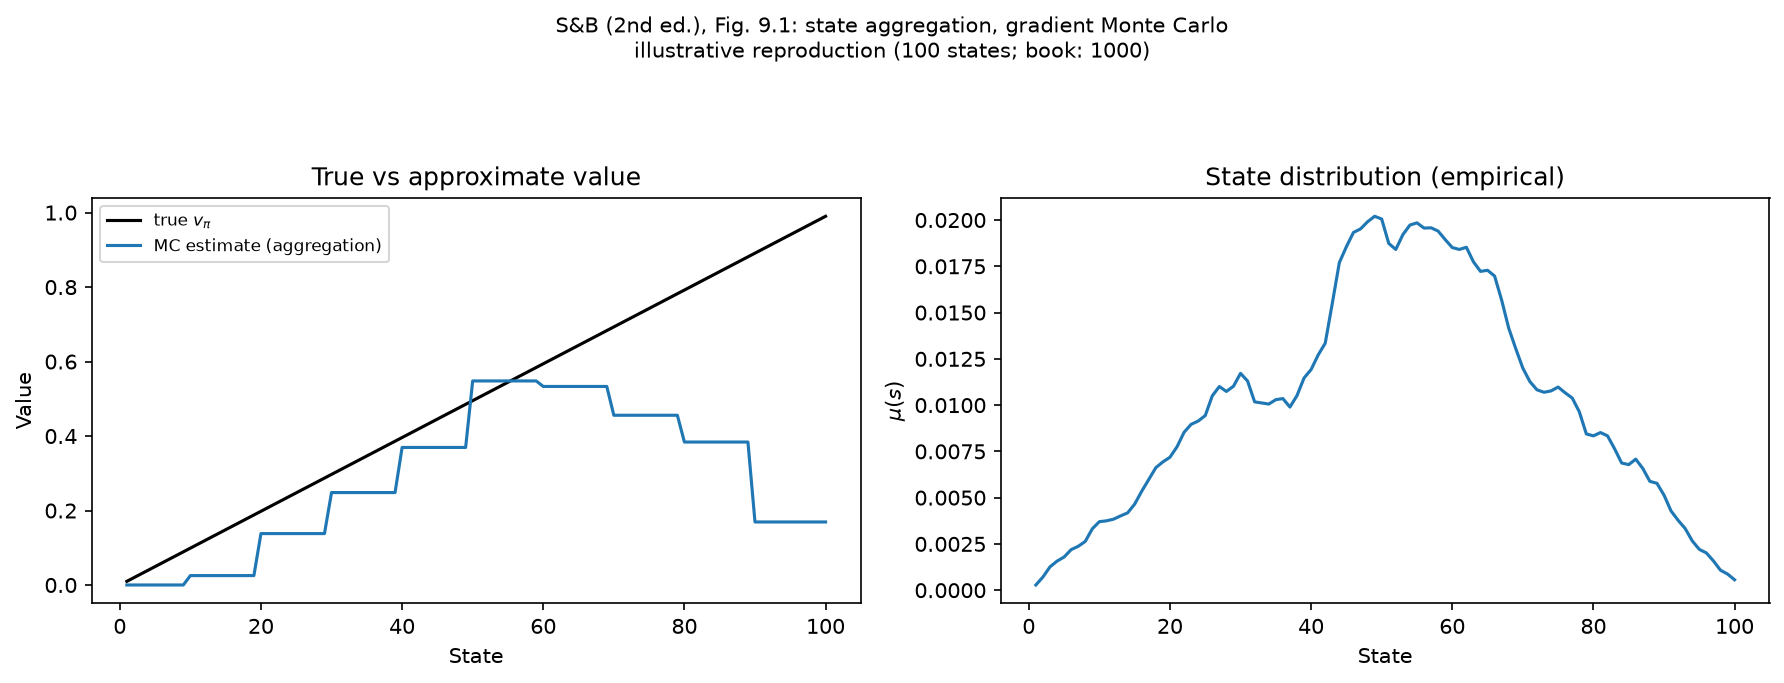 S&B (2nd ed.), Fig. 9.1: state aggregation, gradient Monte Carlo
illustrative reproduction (100 states; book: 1000)
True vs approximate value
true vπ
MC estimate (aggregation)
1.0
0.8
0.6
0.4
0.2
0.0
Value
0 20 40 60 80 100
State
State distribution (empirical)
0.0200
0.0175
0.0150
0.0125
0.0100
0.0075
0.0050
0.0025
0.0000
μ(s)
0 20 40 60 80 100
State